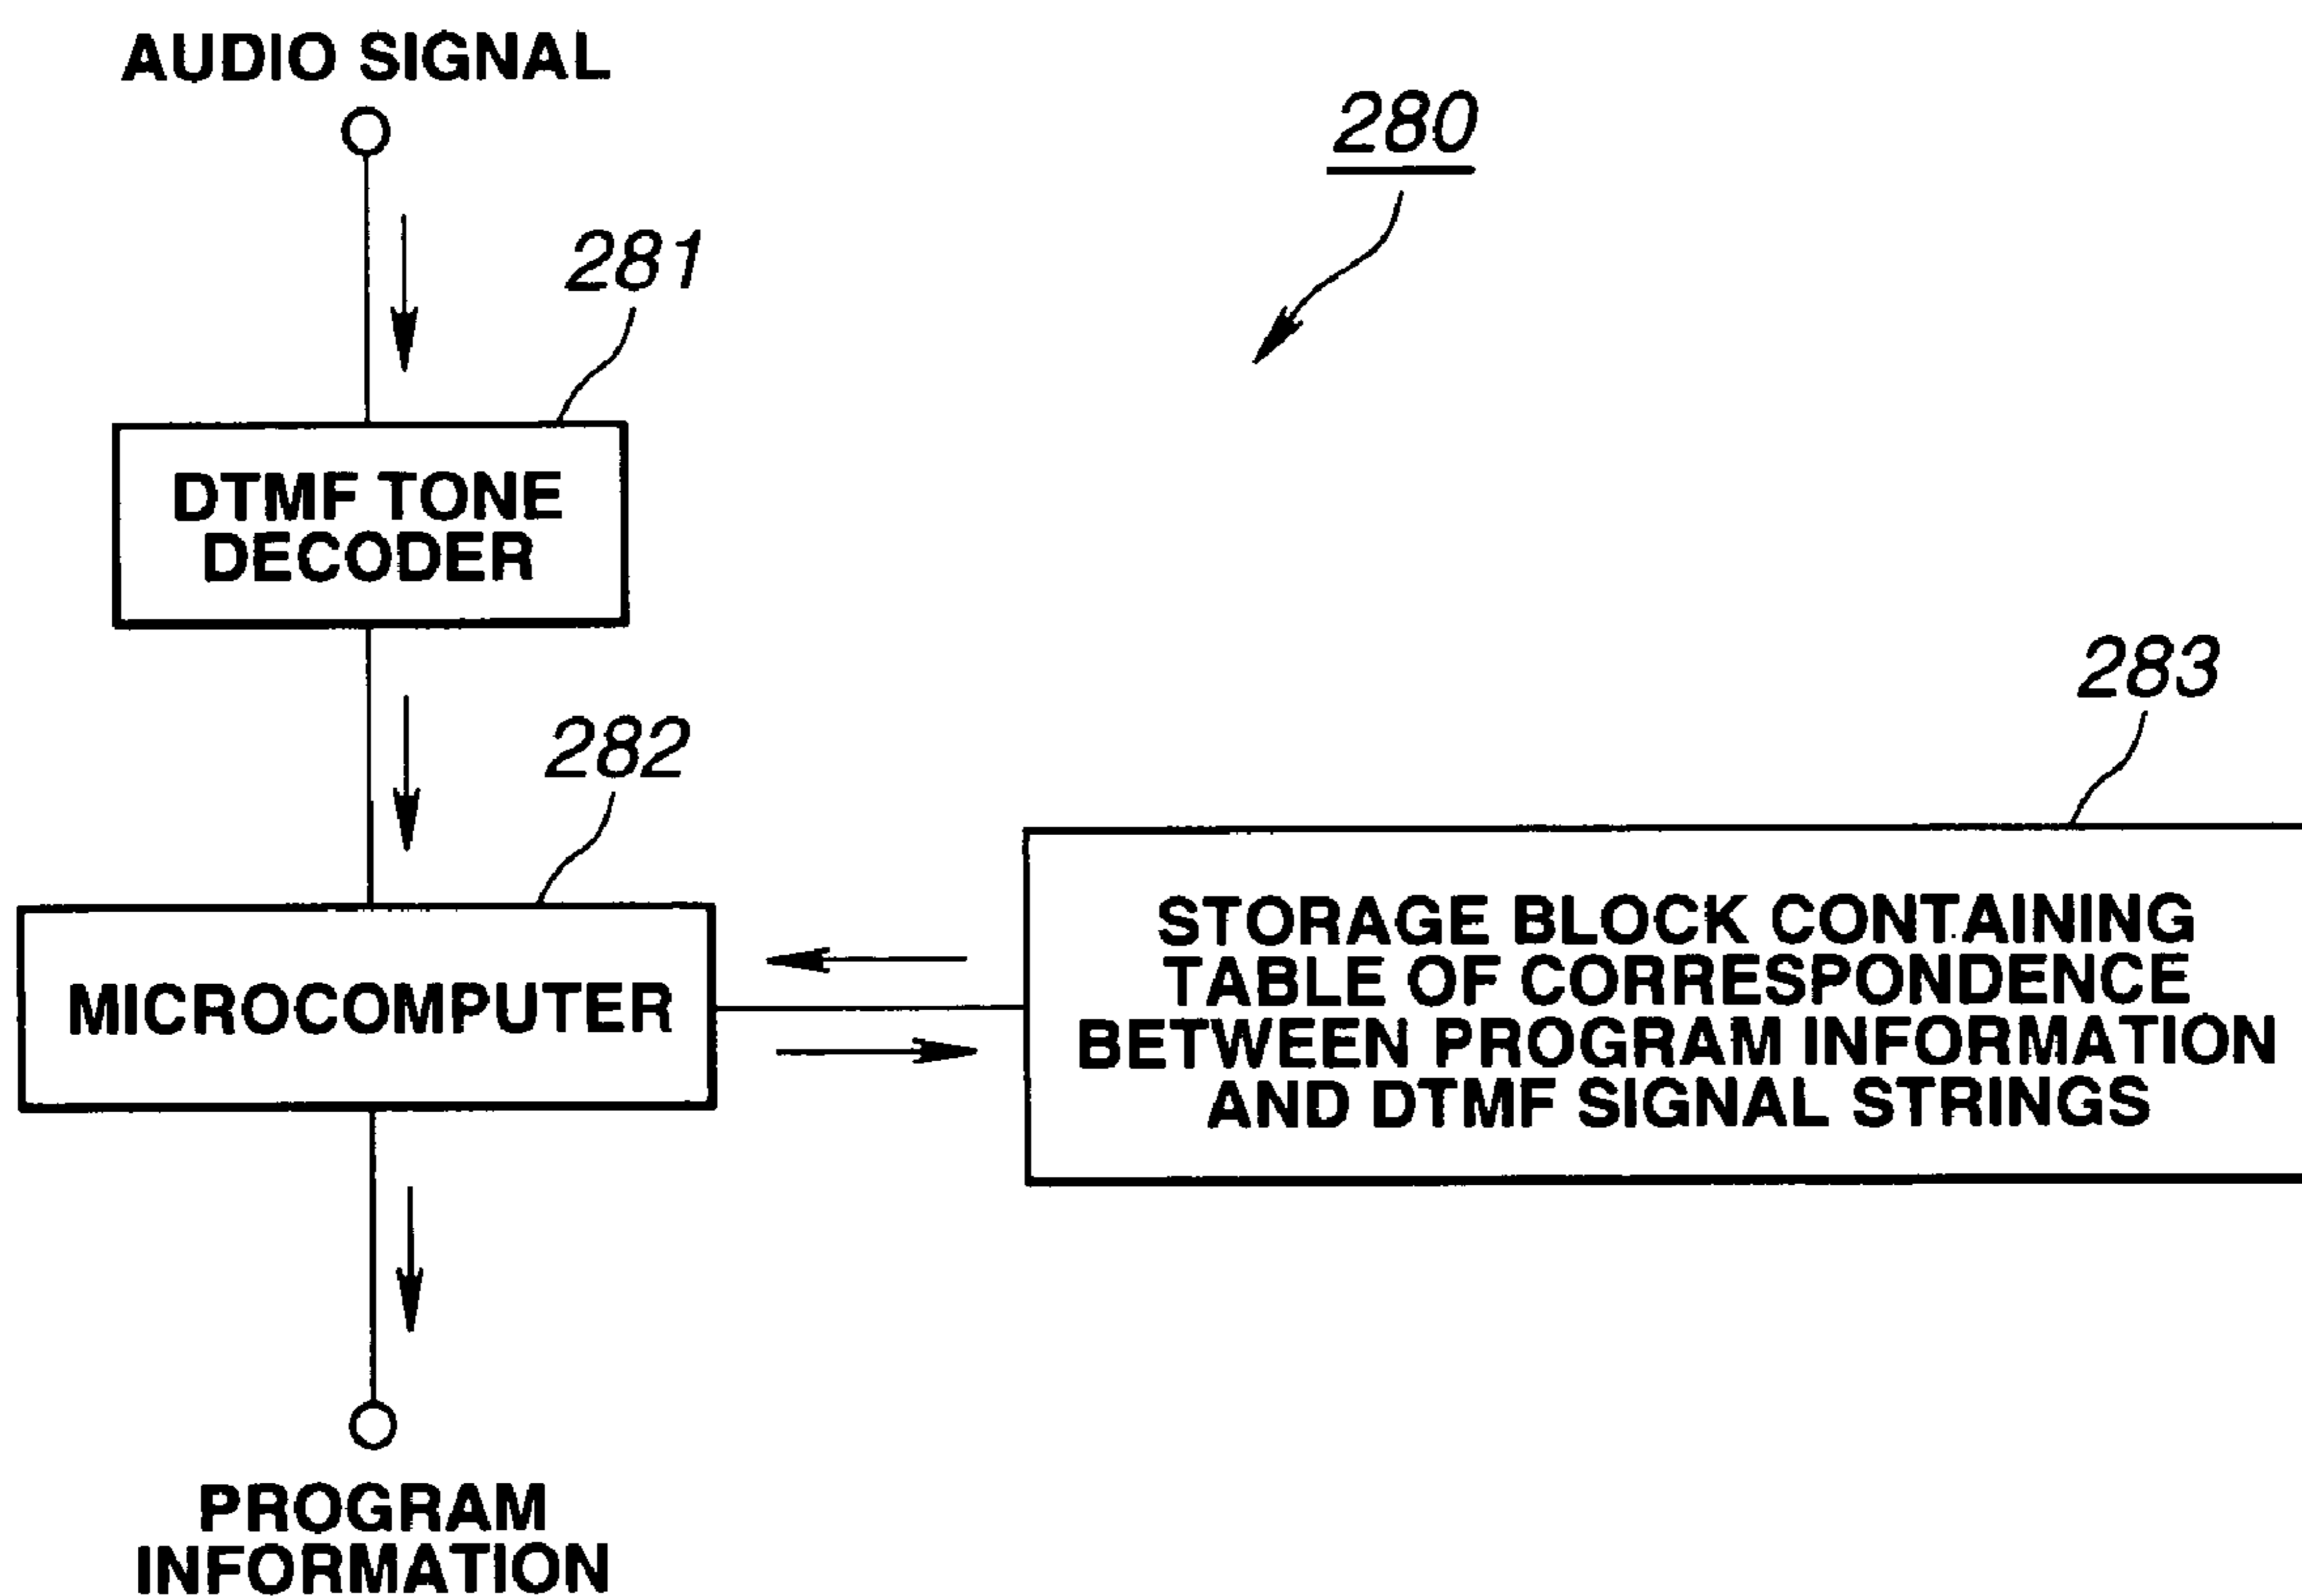 AUDIO SIGNAL
280
281
DTMF TONE
DECODER
283
282
STORAGE BLOCK CONTAINING
TABLE OF CORRESPONDENCE
BETWEEN PROGRAM INFORMATION
AND DTMF SIGNAL STRINGS
MICROCOMPUTER
PROGRAM
INFORMATION